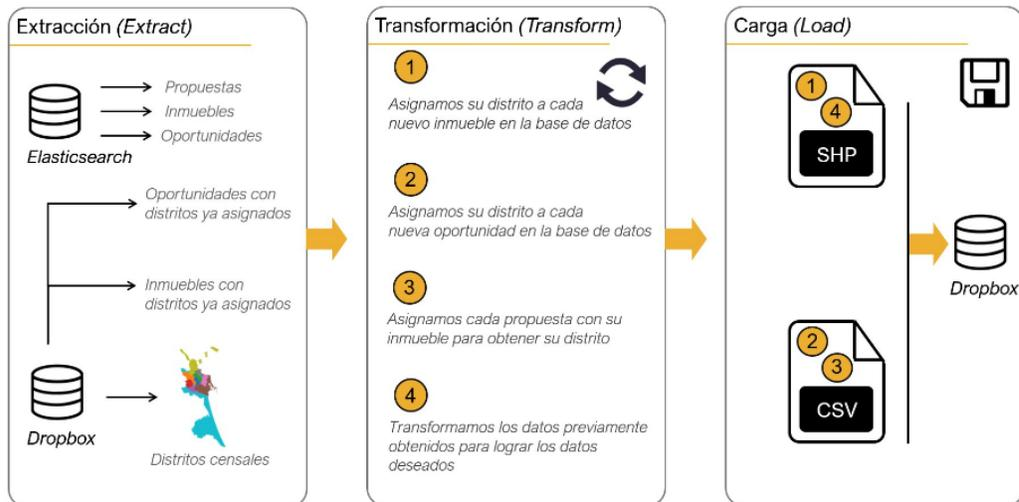 Extracción (Extract)
Propuestas
Inmuebles
Oportunidades
Elasticsearch
Oportunidades con
distritos ya asignados
Inmuebles con
distritos ya asignados
Dropbox
Distritos censales
Transformación (Transform)
1
Asignamos su distrito a cada
nuevo inmueble en la base de datos
2
Asignamos su distrito a cada
nueva oportunidad en la base de datos
3
Asignamos cada propuesta con su
inmueble para obtener su distrito
4
Transformamos los datos previamente
obtenidos para lograr los datos
deseados
Carga (Load)
1
4
SHP
Dropbox
2
3
CSV